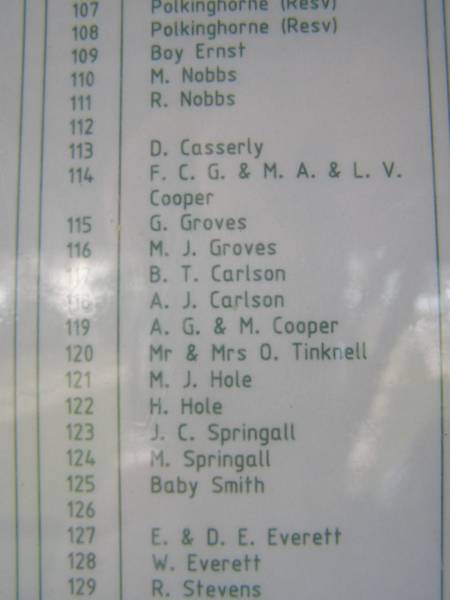 107 Polkinghorne (Resv)
108 Polkinghorne (Resv)
109 Boy Ernst
110 M. Nobbs
111 R. Nobbs
112
113 D. Casserly
114 F. C. G. & M. A. & L. V.
Cooper
115 G. Groves
116 M. J. Groves
117 B. T. Carlson
118 A. J. Carlson
119 A. G. & M. Cooper
120 Mr & Mrs O. Tinknell
121 M. J. Hole
122 H. Hole
123 J. C. Springall
124 M. Springall
125 Baby Smith
126
127 E. & D. E. Everett
128 W. Everett
129 R. Stevens